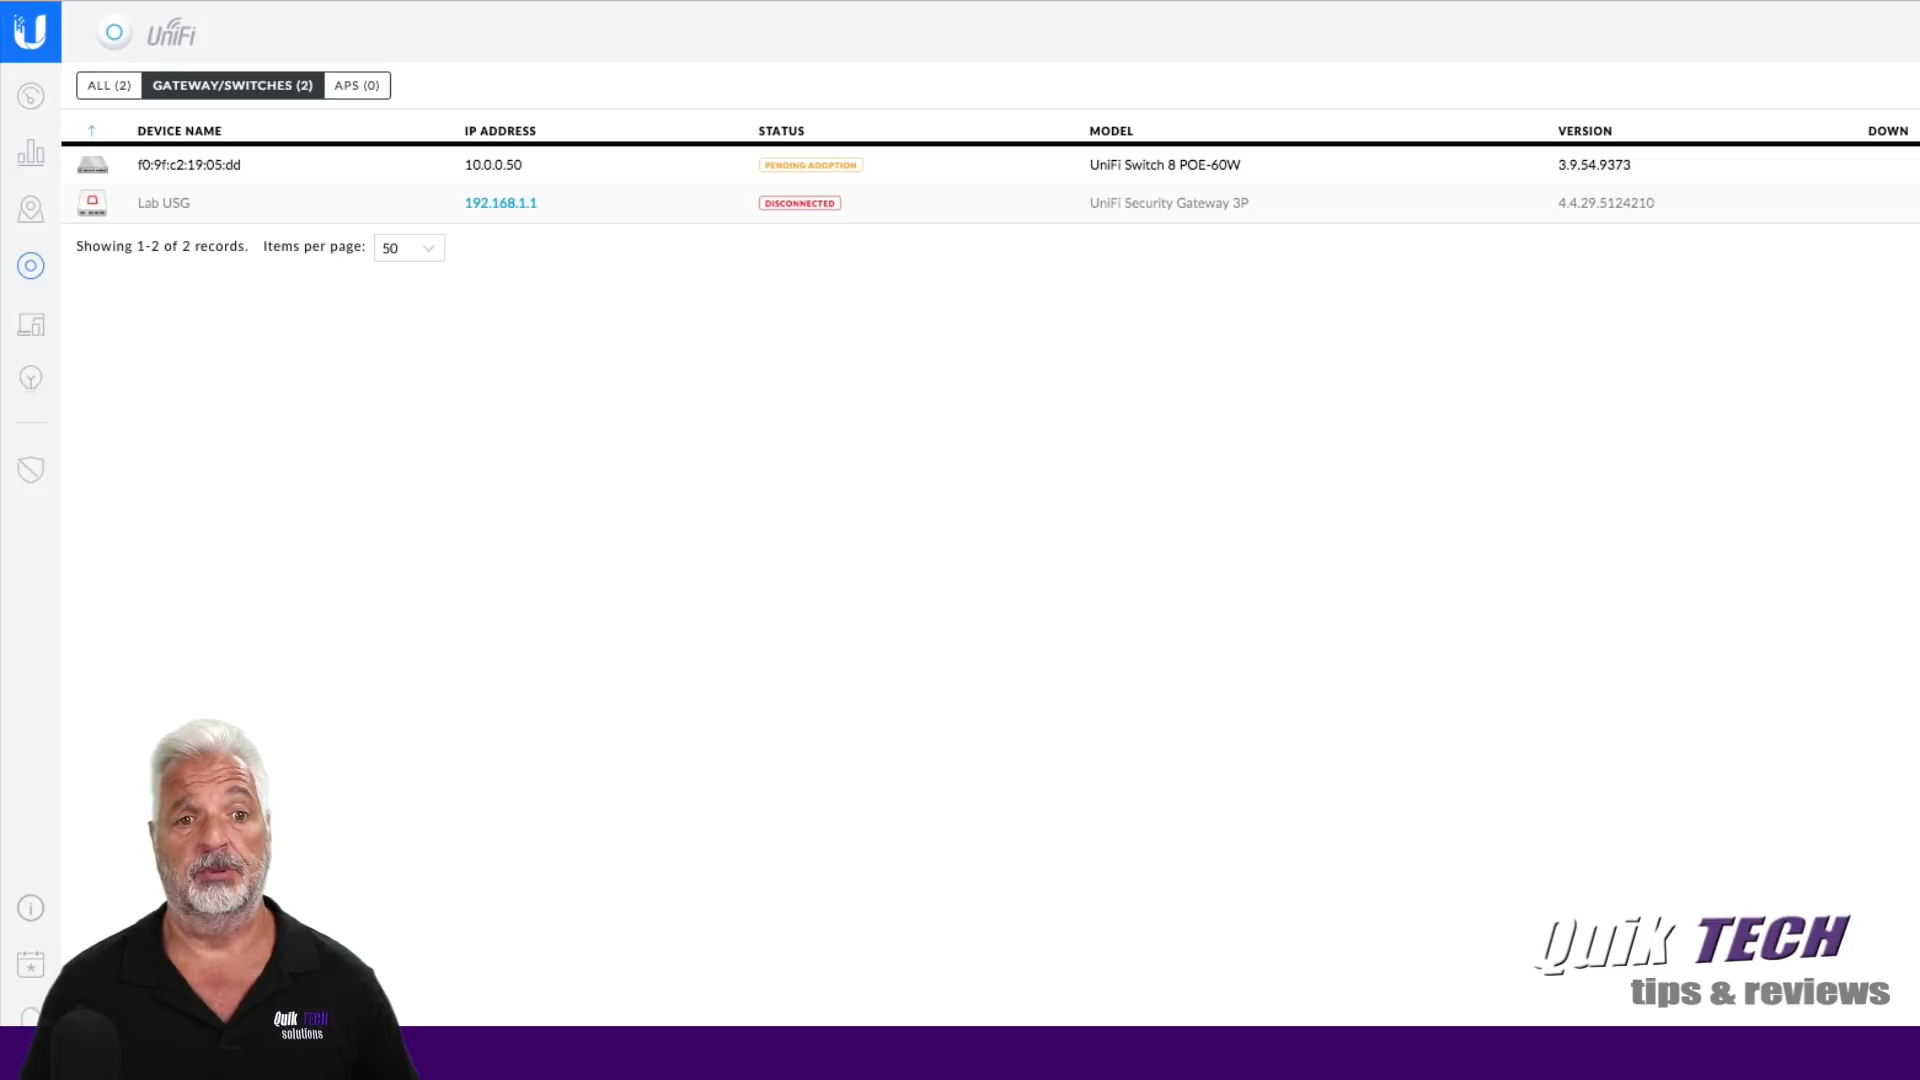 UniFi
ALL (2) GATEWAY/SWITCHES (2) APS (0)
DEVICE NAME IP ADDRESS STATUS MODEL VERSION DOWN
f0:9f:c2:19:05:dd 10.0.0.50 PENDING ADOPTION UniFi Switch 8 POE-60W 3.9.54.9373
Lab USG 192.168.1.1 DISCONNECTED UniFi Security Gateway 3P 4.4.29.5124210
Showing 1-2 of 2 records. Items per page: 50
Quik TECH
tips & reviews
Quik TECH
solutions